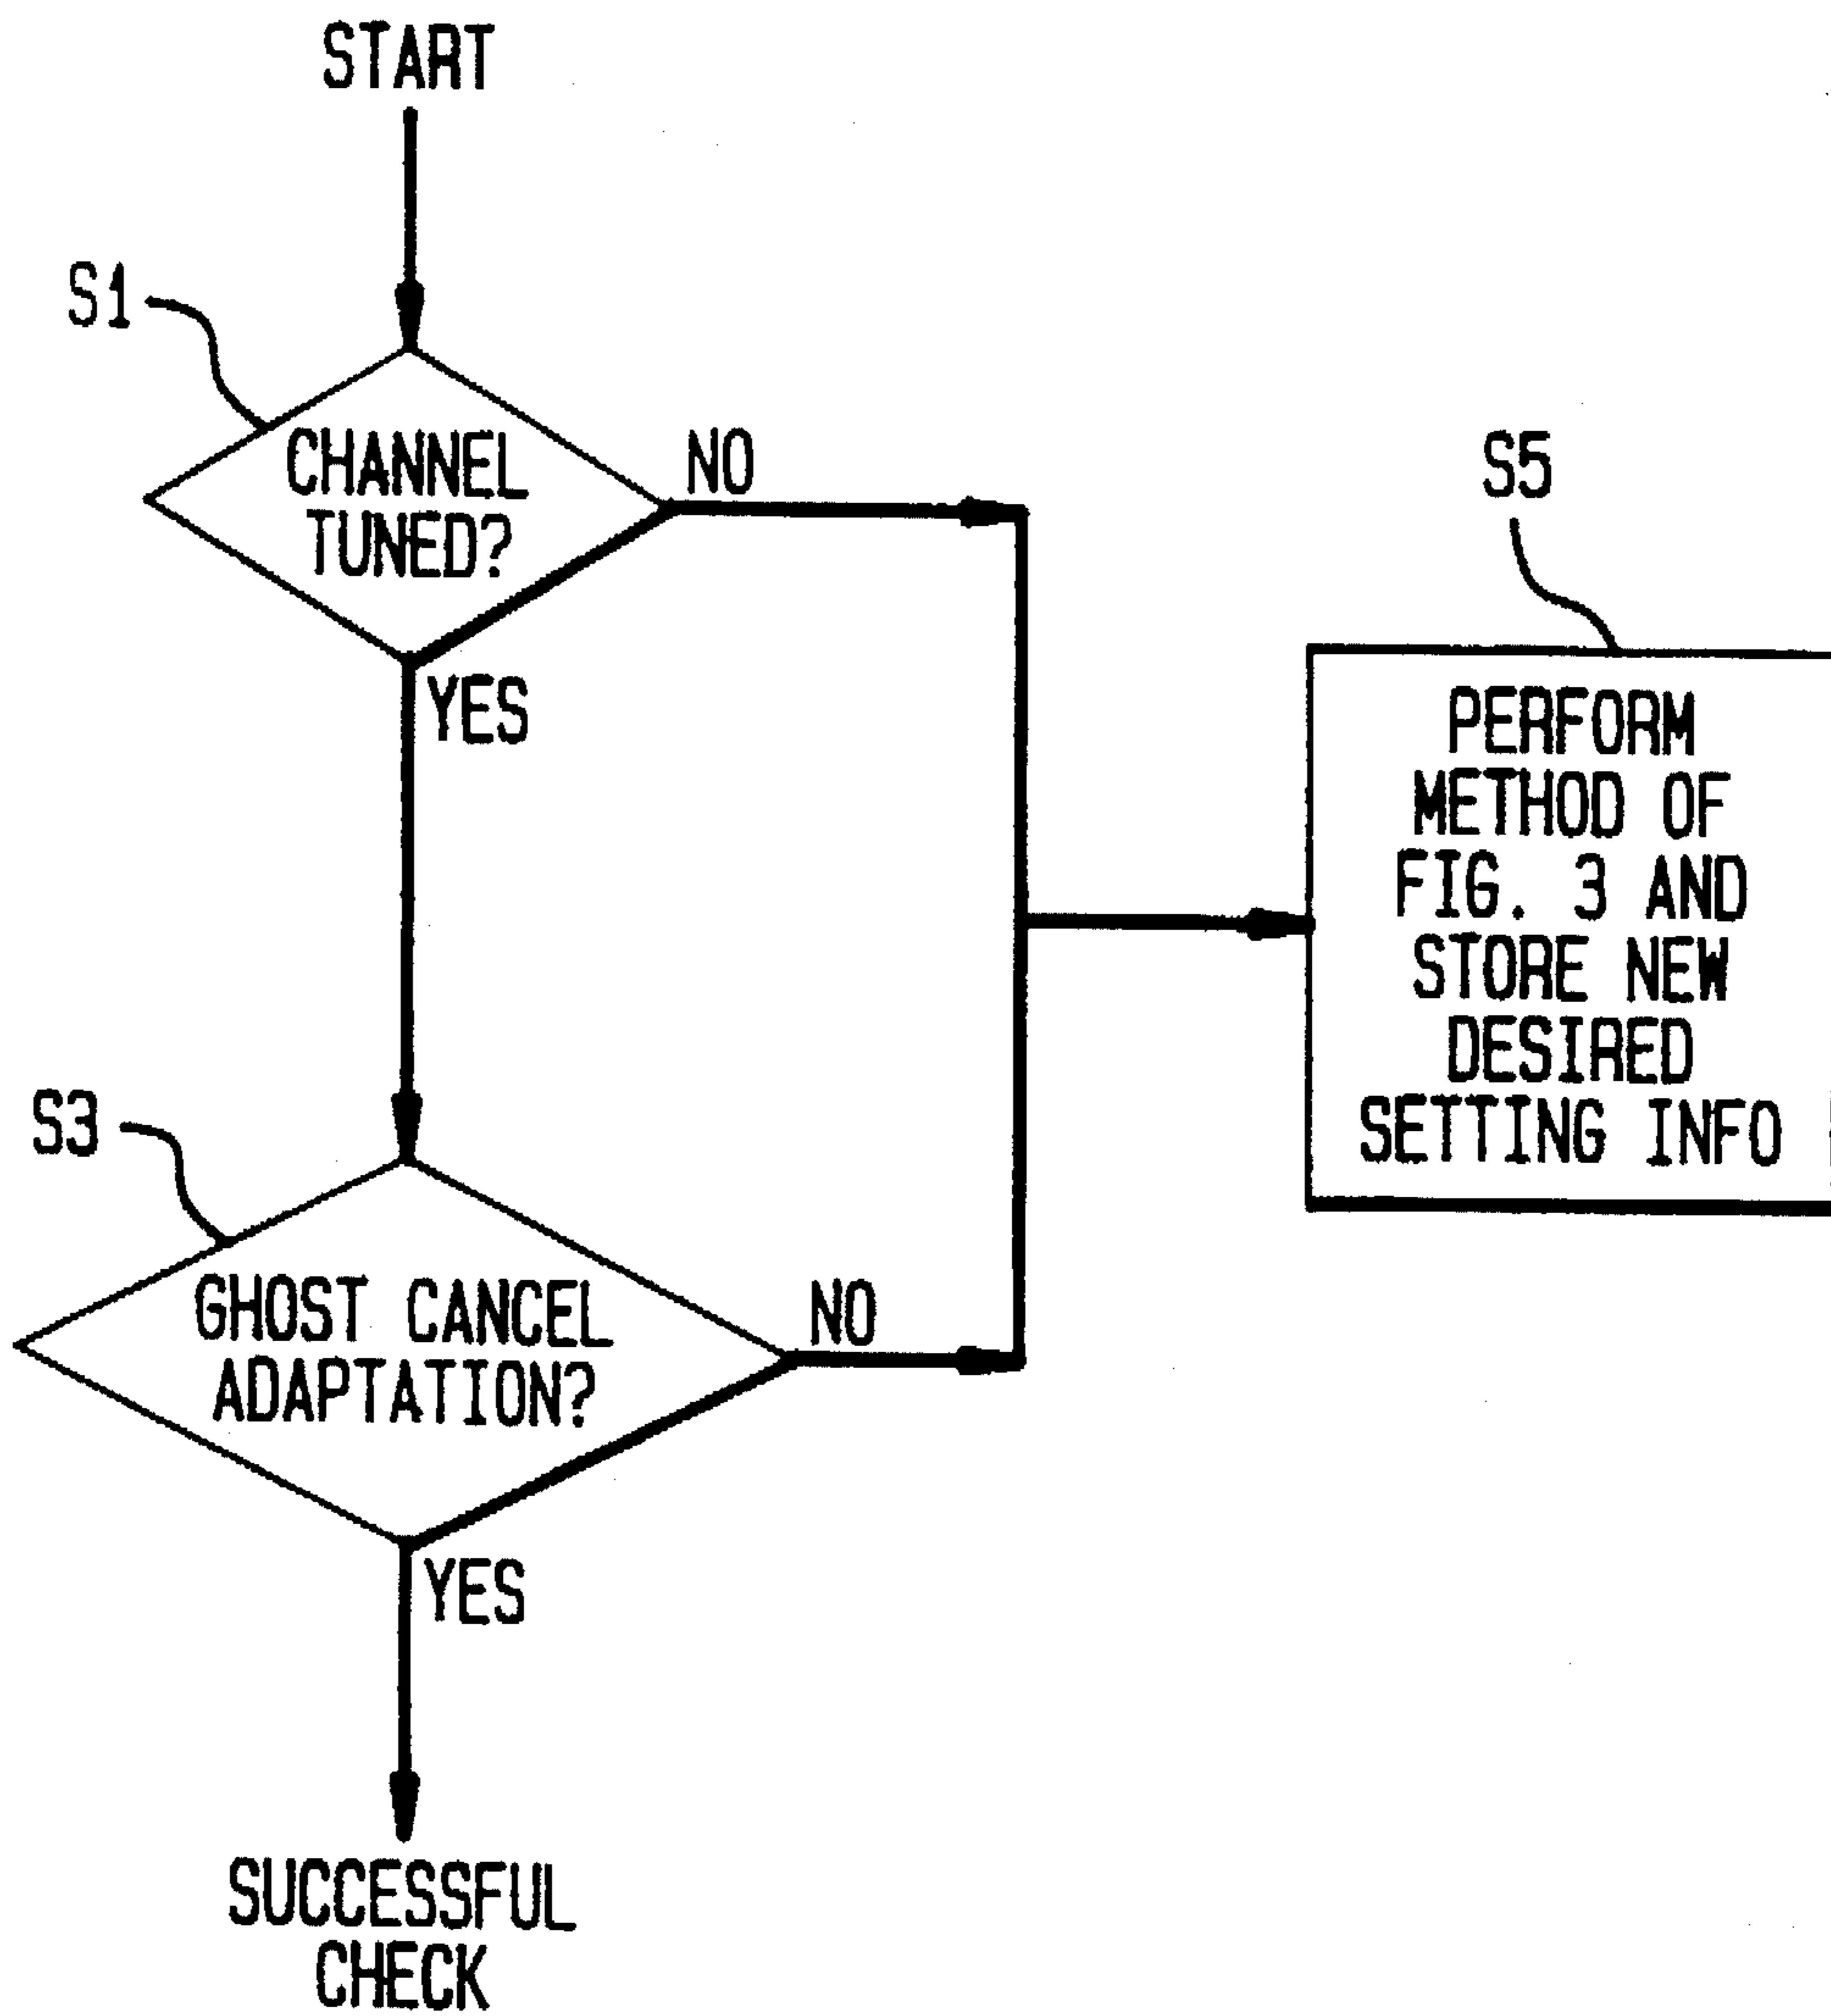 START
S1
CHANNEL
TUNED?
NO
YES
S5
PERFORM
METHOD OF
FIG. 3 AND
STORE NEW
DESIRED
SETTING INFO
S3
GHOST CANCEL
ADAPTATION?
NO
YES
SUCCESSFUL
CHECK